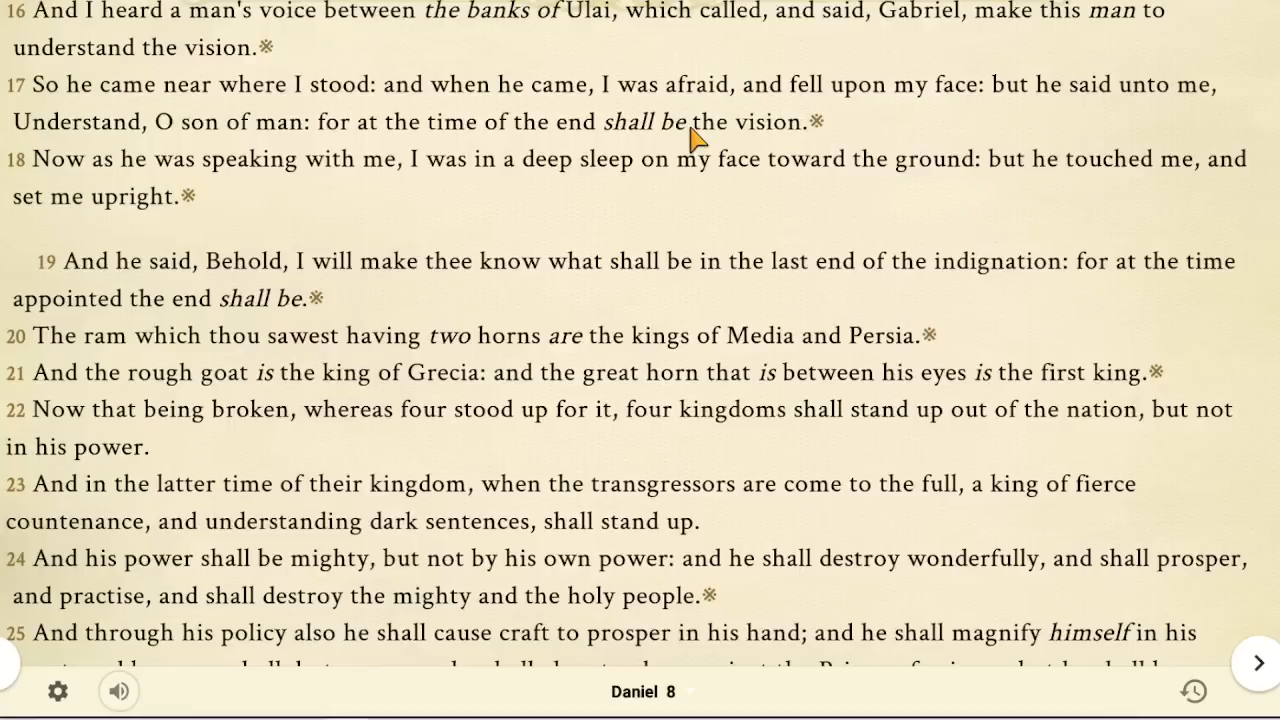 16 And I heard a man's voice between the banks of Ulai, which called, and said, Gabriel, make this man to
understand the vision.※
17 So he came near where I stood: and when he came, I was afraid, and fell upon my face: but he said unto me,
Understand, O son of man: for at the time of the end shall be the vision.※
18 Now as he was speaking with me, I was in a deep sleep on my face toward the ground: but he touched me, and
set me upright.※
19 And he said, Behold, I will make thee know what shall be in the last end of the indignation: for at the time
appointed the end shall be.※
20 The ram which thou sawest having two horns are the kings of Media and Persia.※
21 And the rough goat is the king of Grecia: and the great horn that is between his eyes is the first king.※
22 Now that being broken, whereas four stood up for it, four kingdoms shall stand up out of the nation, but not
in his power.
23 And in the latter time of their kingdom, when the transgressors are come to the full, a king of fierce
countenance, and understanding dark sentences, shall stand up.
24 And his power shall be mighty, but not by his own power: and he shall destroy wonderfully, and shall prosper,
and practise, and shall destroy the mighty and the holy people.※
25 And through his policy also he shall cause craft to prosper in his hand; and he shall magnify himself in his
Daniel 8